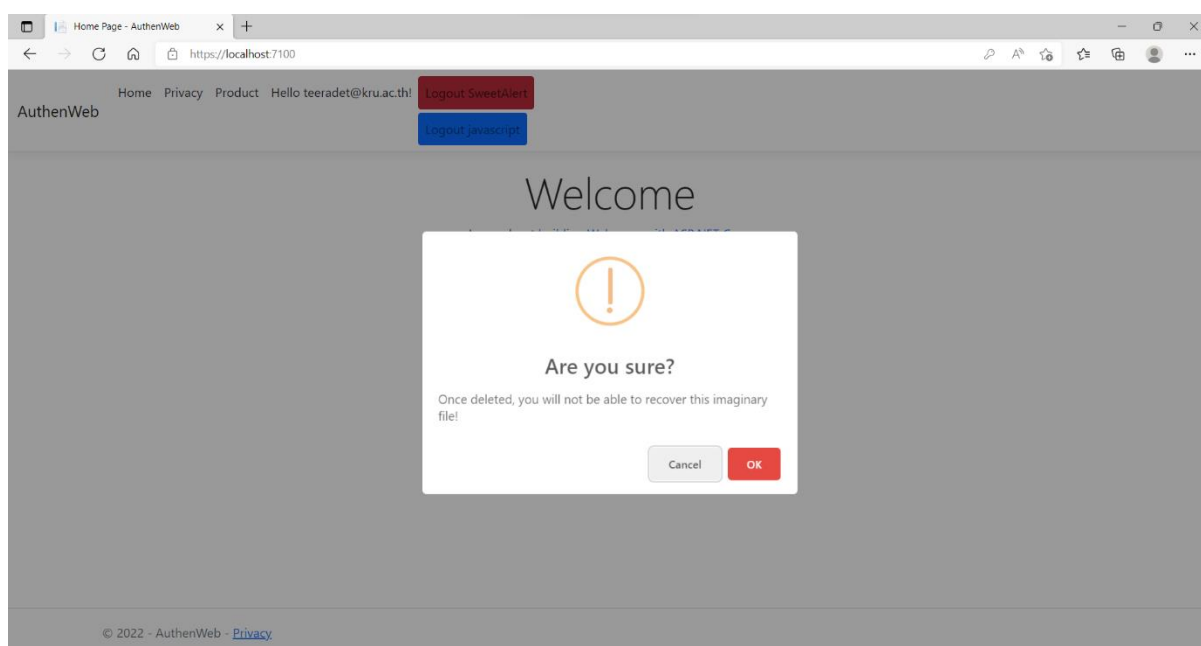 Home Page - AuthenWeb
https://localhost:7100
AuthenWeb
Home Privacy Product Hello teeradet@kru.ac.th! Logout SweetAlert
Logout javascript
Welcome
Are you sure?
Once deleted, you will not be able to recover this imaginary
file!
Cancel OK
© 2022 - AuthenWeb - Privacy